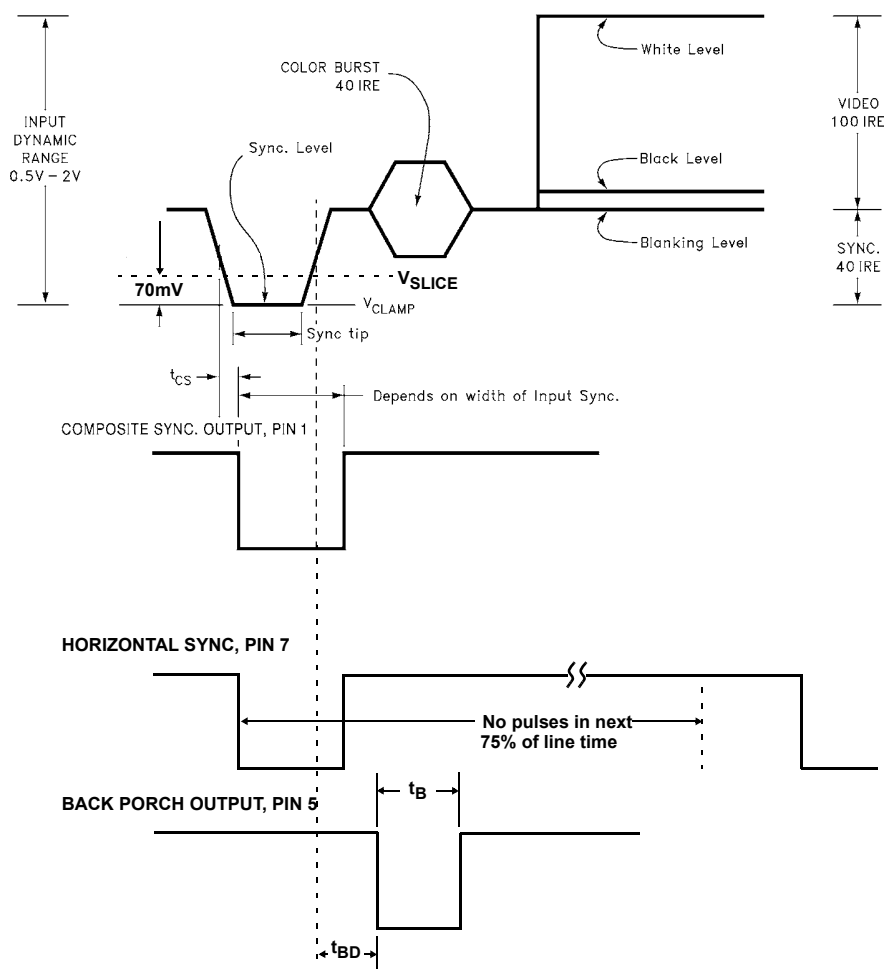 White Level
COLOR BURST
40 IRE
INPUT
DYNAMIC
RANGE
0.5V – 2V
VIDEO
100 IRE
Sync. Level
Black Level
Blanking Level
SYNC.
40 IRE
VSLICE
70mV
VCLAMP
Sync tip
tCS
Depends on width of Input Sync.
COMPOSITE SYNC. OUTPUT, PIN 1
HORIZONTAL SYNC, PIN 7
No pulses in next
75% of line time
tB
BACK PORCH OUTPUT, PIN 5
tBD